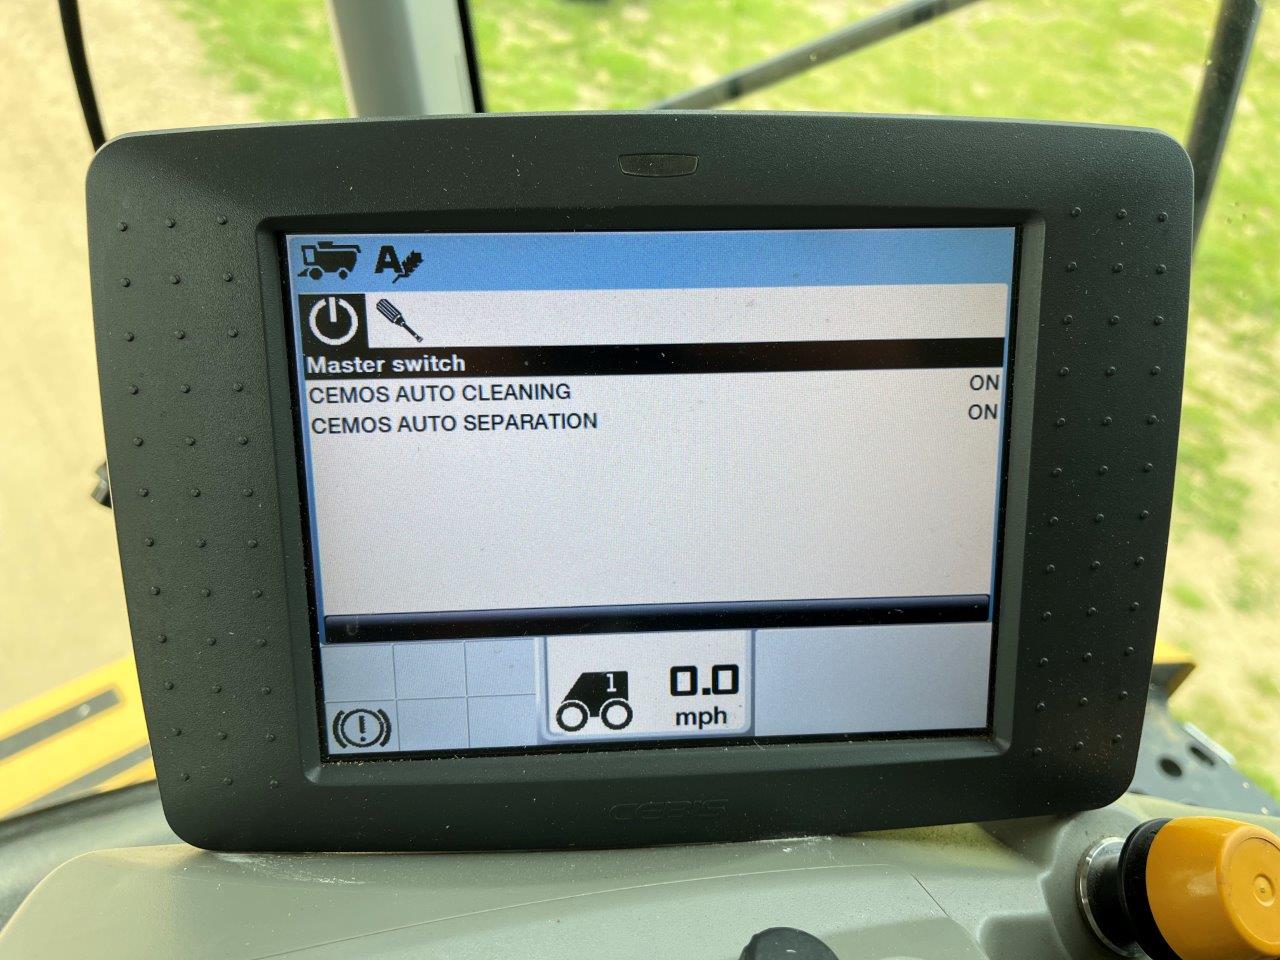 A
Master switch
CEMOS AUTO CLEANING ON
CEMOS AUTO SEPARATION ON
1 0.0
mph
CEBIS